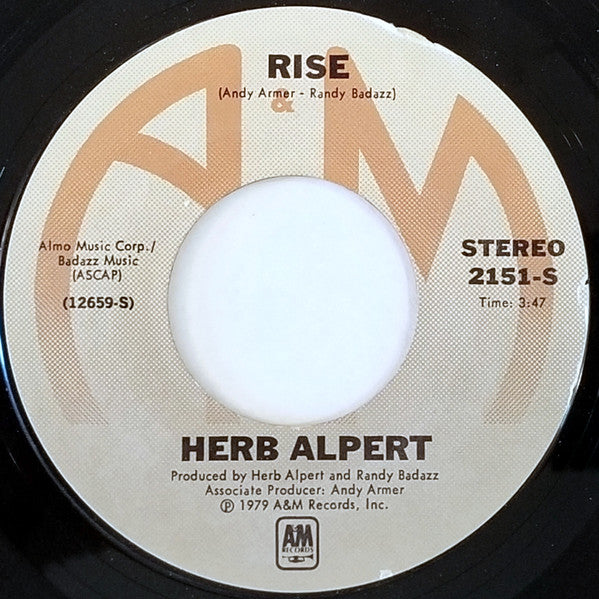 RISE
(Andy Armer - Randy Badazz)
A&M
Almo Music Corp./
Badazz Music
(ASCAP)
(12659-S)
STEREO
2151-S
Time: 3:47
HERB ALPERT
Produced by Herb Alpert and Randy Badazz
Associate Producer: Andy Armer
℗ 1979 A&M Records, Inc.
A&M
RECORDS